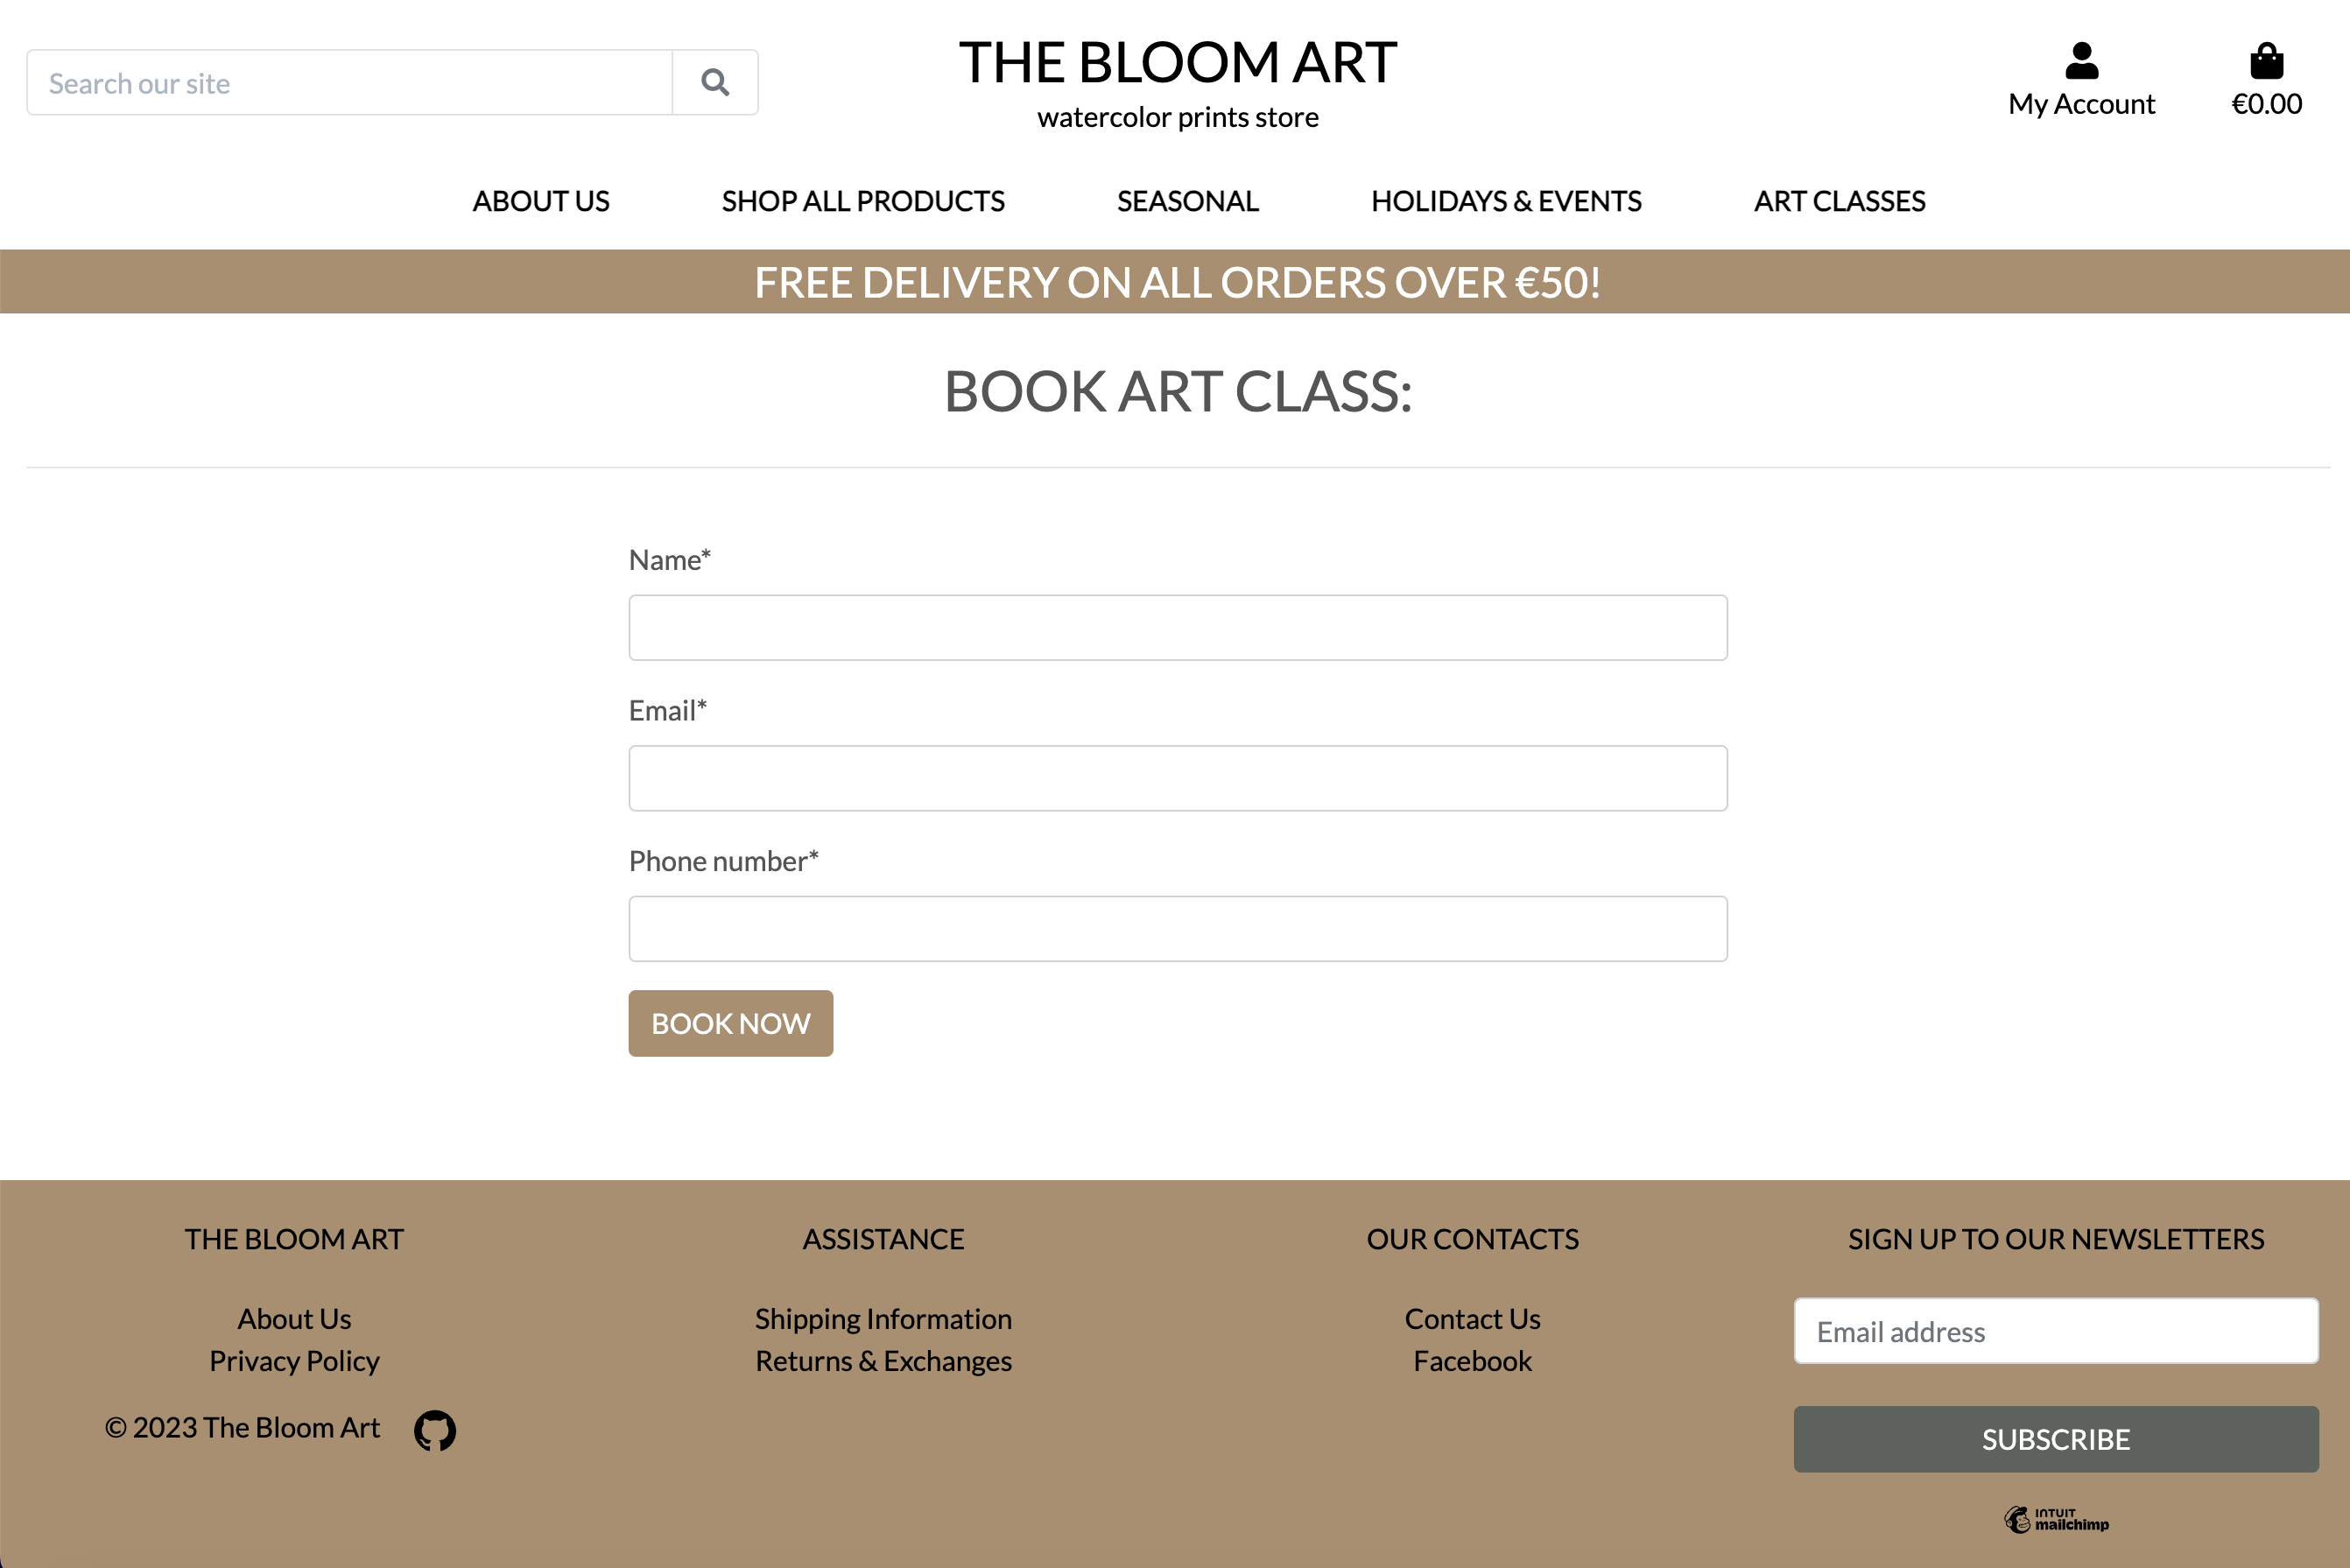 Search our site
THE BLOOM ART
watercolor prints store
My Account
€0.00
ABOUT US
SHOP ALL PRODUCTS
SEASONAL
HOLIDAYS & EVENTS
ART CLASSES
FREE DELIVERY ON ALL ORDERS OVER €50!
BOOK ART CLASS:
Name*
Email*
Phone number*
BOOK NOW
THE BLOOM ART
About Us
Privacy Policy
© 2023 The Bloom Art
ASSISTANCE
Shipping Information
Returns & Exchanges
OUR CONTACTS
Contact Us
Facebook
SIGN UP TO OUR NEWSLETTERS
Email address
SUBSCRIBE
INTUIT
mailchimp